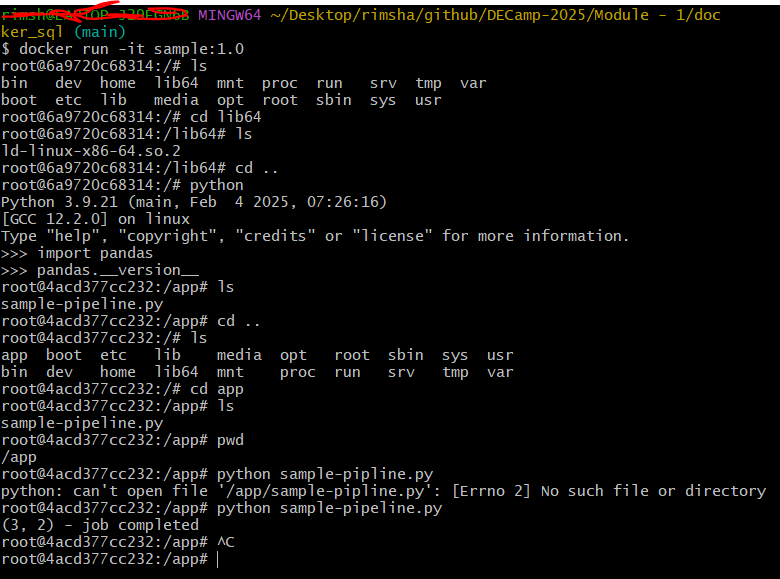 MINGW64 ~/Desktop/rimsha/github/DECamp-2025/Module - 1/doc
ker_sql (main)
$ docker run -it sample:1.0
root@6a9720c68314:/# ls
bin   dev  home  lib64  mnt  proc  run   srv  tmp  var
boot  etc  lib   media  opt  root  sbin  sys  usr
root@6a9720c68314:/# cd lib64
root@6a9720c68314:/lib64# ls
ld-linux-x86-64.so.2
root@6a9720c68314:/lib64# cd ..
root@6a9720c68314:/# python
Python 3.9.21 (main, Feb  4 2025, 07:26:16)
[GCC 12.2.0] on linux
Type "help", "copyright", "credits" or "license" for more information.
>>> import pandas
>>> pandas.__version__
root@4acd377cc232:/app# ls
sample-pipeline.py
root@4acd377cc232:/app# cd ..
root@4acd377cc232:/# ls
app  boot  etc   lib    media  opt   root  sbin  sys  usr
bin  dev   home  lib64  mnt    proc  run   srv   tmp  var
root@4acd377cc232:/# cd app
root@4acd377cc232:/app# ls
sample-pipeline.py
root@4acd377cc232:/app# pwd
/app
root@4acd377cc232:/app# python sample-pipline.py
python: can't open file '/app/sample-pipline.py': [Errno 2] No such file or directory
root@4acd377cc232:/app# python sample-pipeline.py
(3, 2) - job completed
root@4acd377cc232:/app# ^C
root@4acd377cc232:/app#